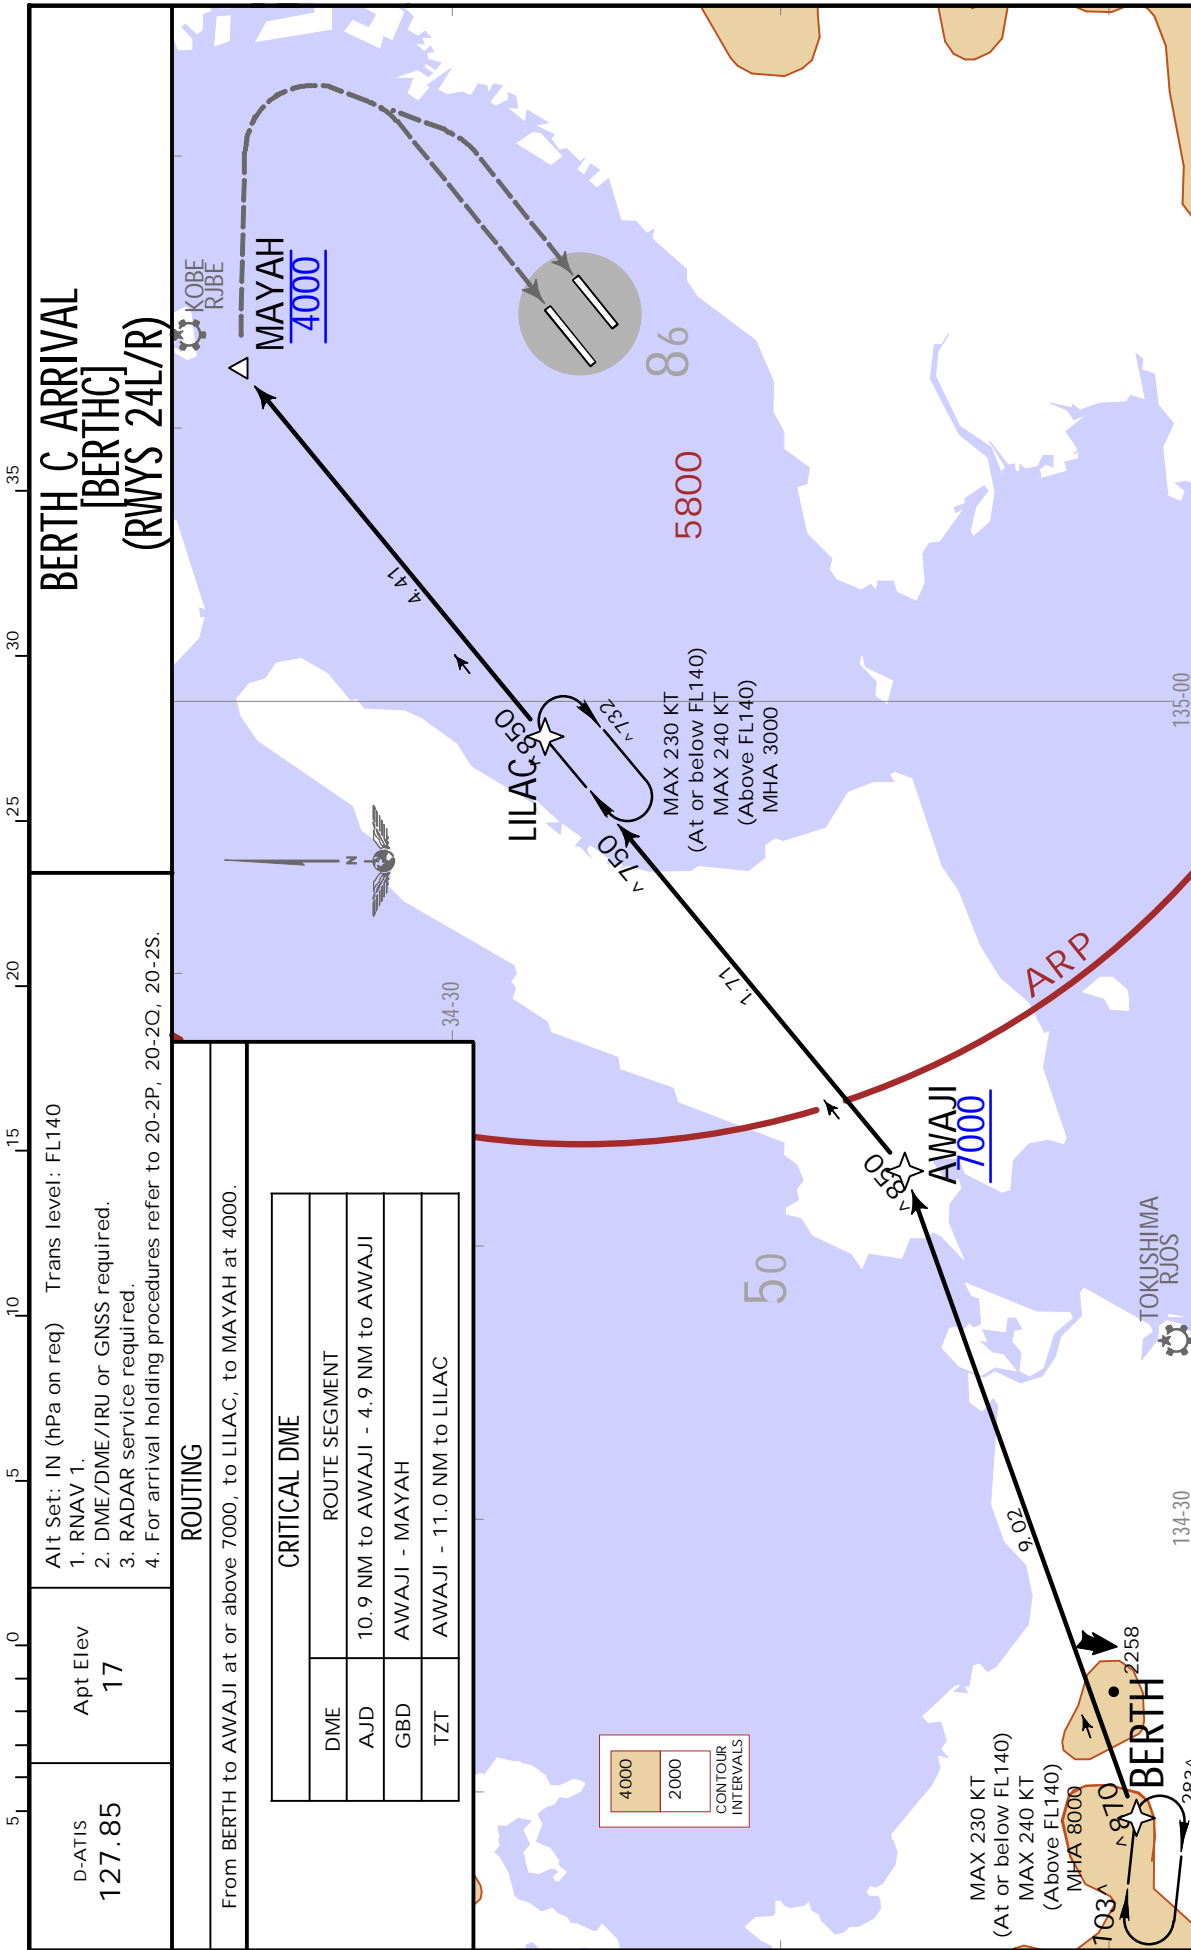 BERTH C ARRIVAL
[BERTHC]
(RWYS 24L/R)
D-ATIS
127.85
Apt Elev
17
Alt Set: IN (hPa on req) Trans level: FL140
1. RNAV 1.
2. DME/DME/IRU or GNSS required.
3. RADAR service required.
4. For arrival holding procedures refer to 20-2P, 20-2Q, 20-2S.
ROUTING
From BERTH to AWAJI at or above 7000, to LILAC, to MAYAH at 4000.
CRITICAL DME
DME ROUTE SEGMENT
AJD 10.9 NM to AWAJI - 4.9 NM to AWAJI
GBD AWAJI - MAYAH
TZT AWAJI - 11.0 NM to LILAC
5 0 5 10 15 20 25 30 35
KOBE
RJBE
MAYAH
4000
4.41
LILAC
850
^732
^750
MAX 230 KT
(At or below FL140)
MAX 240 KT
(Above FL140)
MHA 3000
5800
86
N
34-30
1.71
ARP
AWAJI
7000
^850
50
TOKUSHIMA
RJOS
9.02
2258
BERTH
^870
103^
283^
MAX 230 KT
(At or below FL140)
MAX 240 KT
(Above FL140)
MHA 8000
4000
2000
CONTOUR
INTERVALS
134-30
135-00